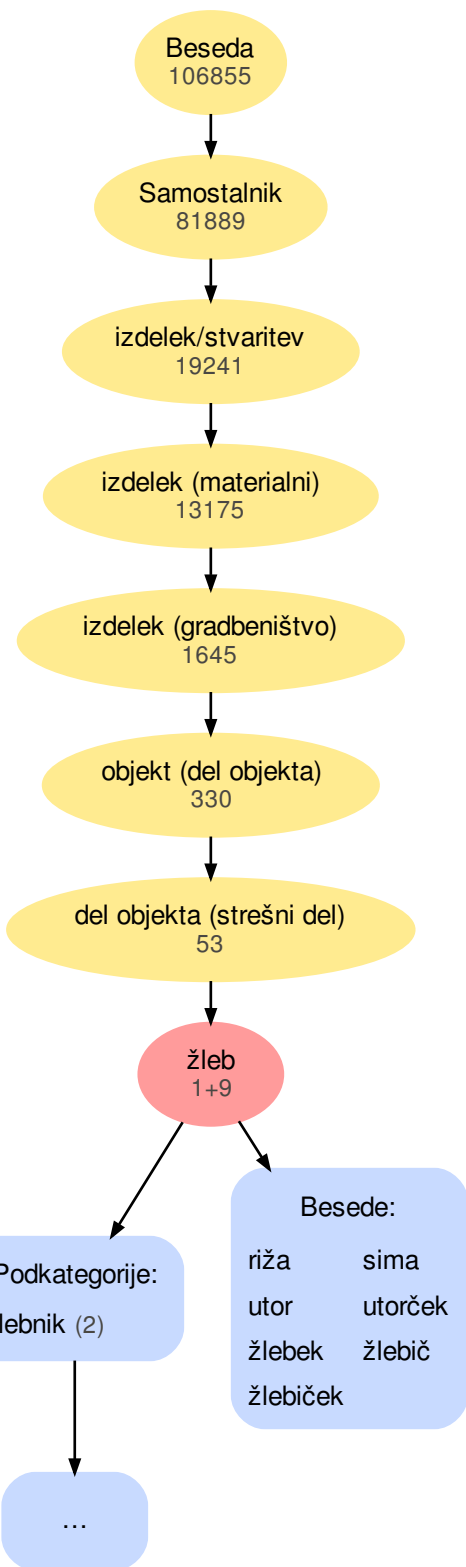 Beseda
106855
Samostalnik
81889
izdelek/stvaritev
19241
izdelek (materialni)
13175
izdelek (gradbeništvo)
1645
objekt (del objekta)
330
del objekta (strešni del)
53
žleb
1+9
Podkategorije:
lebnik (2)
...
Besede:
riža sima
utor utorček
žlebek žlebič
žlebiček